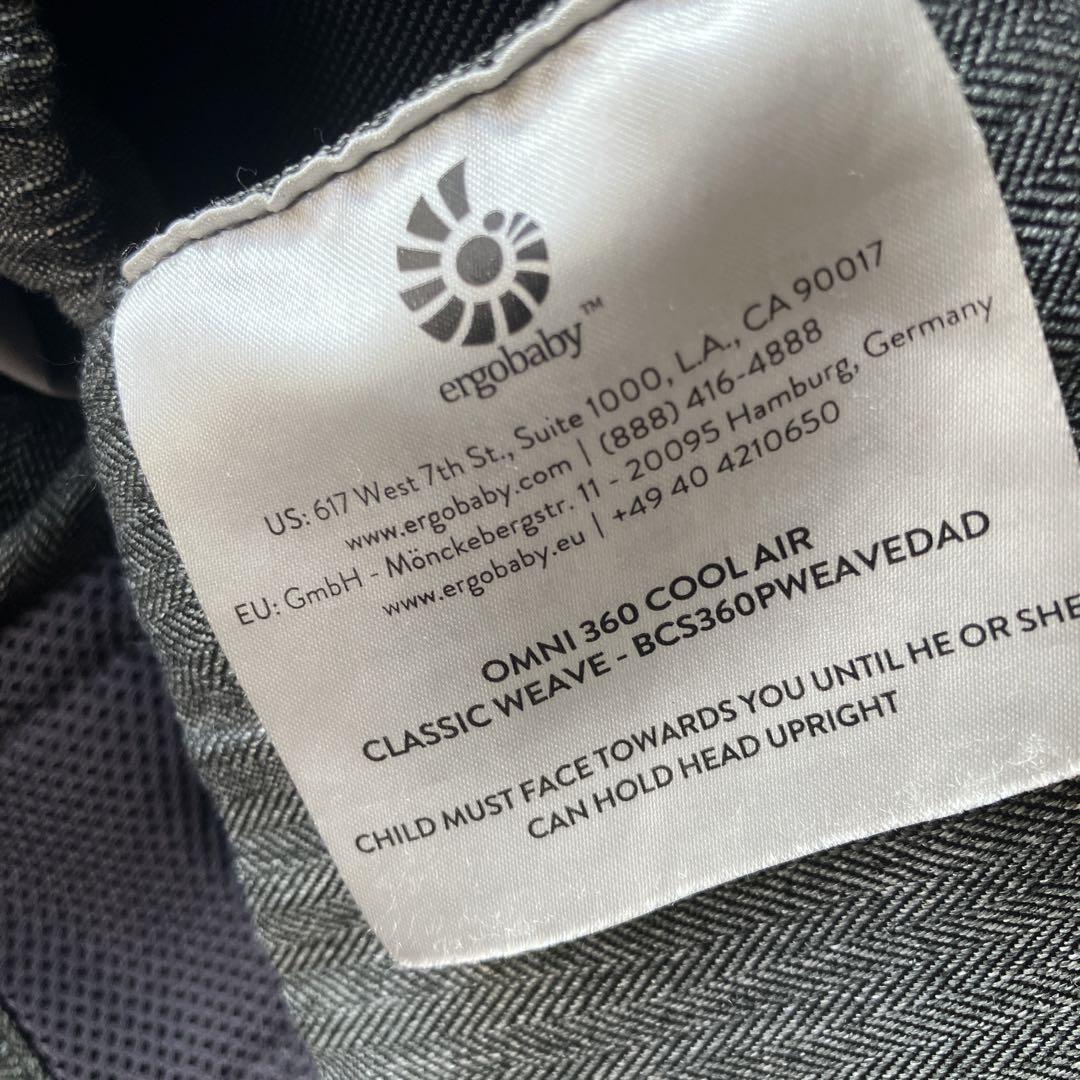 ergobaby™
US: 617 West 7th St., Suite 1000, L.A., CA 90017
www.ergobaby.com | (888) 416-4888
EU: GmbH - Mönckebergstr. 11 - 20095 Hamburg, Germany
www.ergobaby.eu | +49 40 4210650
OMNI 360 COOL AIR
CLASSIC WEAVE - BCS360PWEAVEDAD
CHILD MUST FACE TOWARDS YOU UNTIL HE OR SHE
CAN HOLD HEAD UPRIGHT